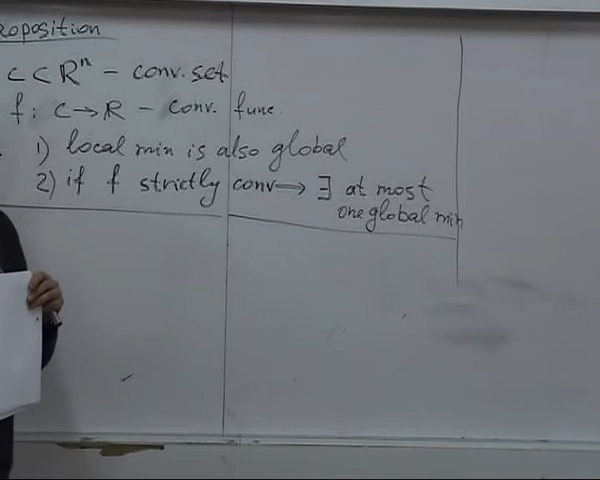 roposition
C ⊂ Rⁿ - conv. set
f: C → R - conv. func.
1) local min is also global
2) if f strictly conv ⟹ ∃ at most
one global min